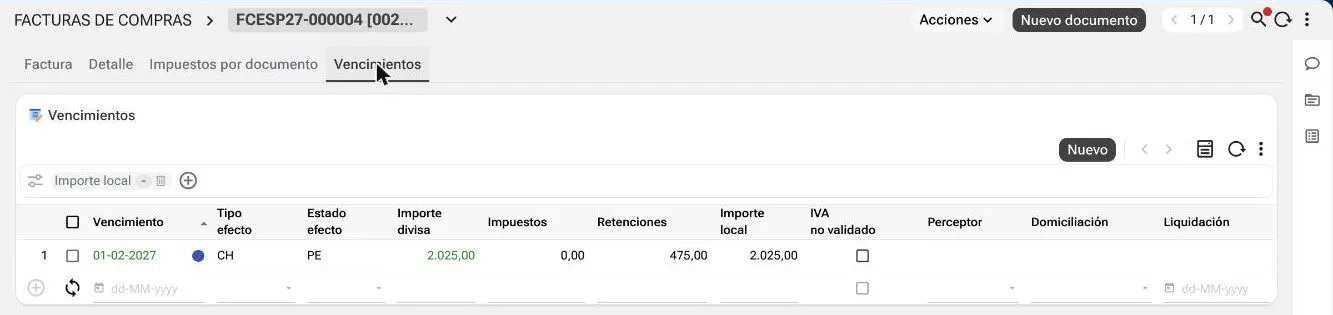 FACTURAS DE COMPRAS > FCESP27-000004 [002... Acciones Nuevo documento 1 / 1
Factura Detalle Impuestos por documento Vencimientos
Vencimientos
Nuevo
Importe local -
Vencimiento Tipo efecto Estado efecto Importe divisa Impuestos Retenciones Importe local IVA no validado Perceptor Domiciliación Liquidación
1 01-02-2027 CH PE 2.025,00 0,00 475,00 2.025,00
dd-MM-yyyy dd-MM-yyyy